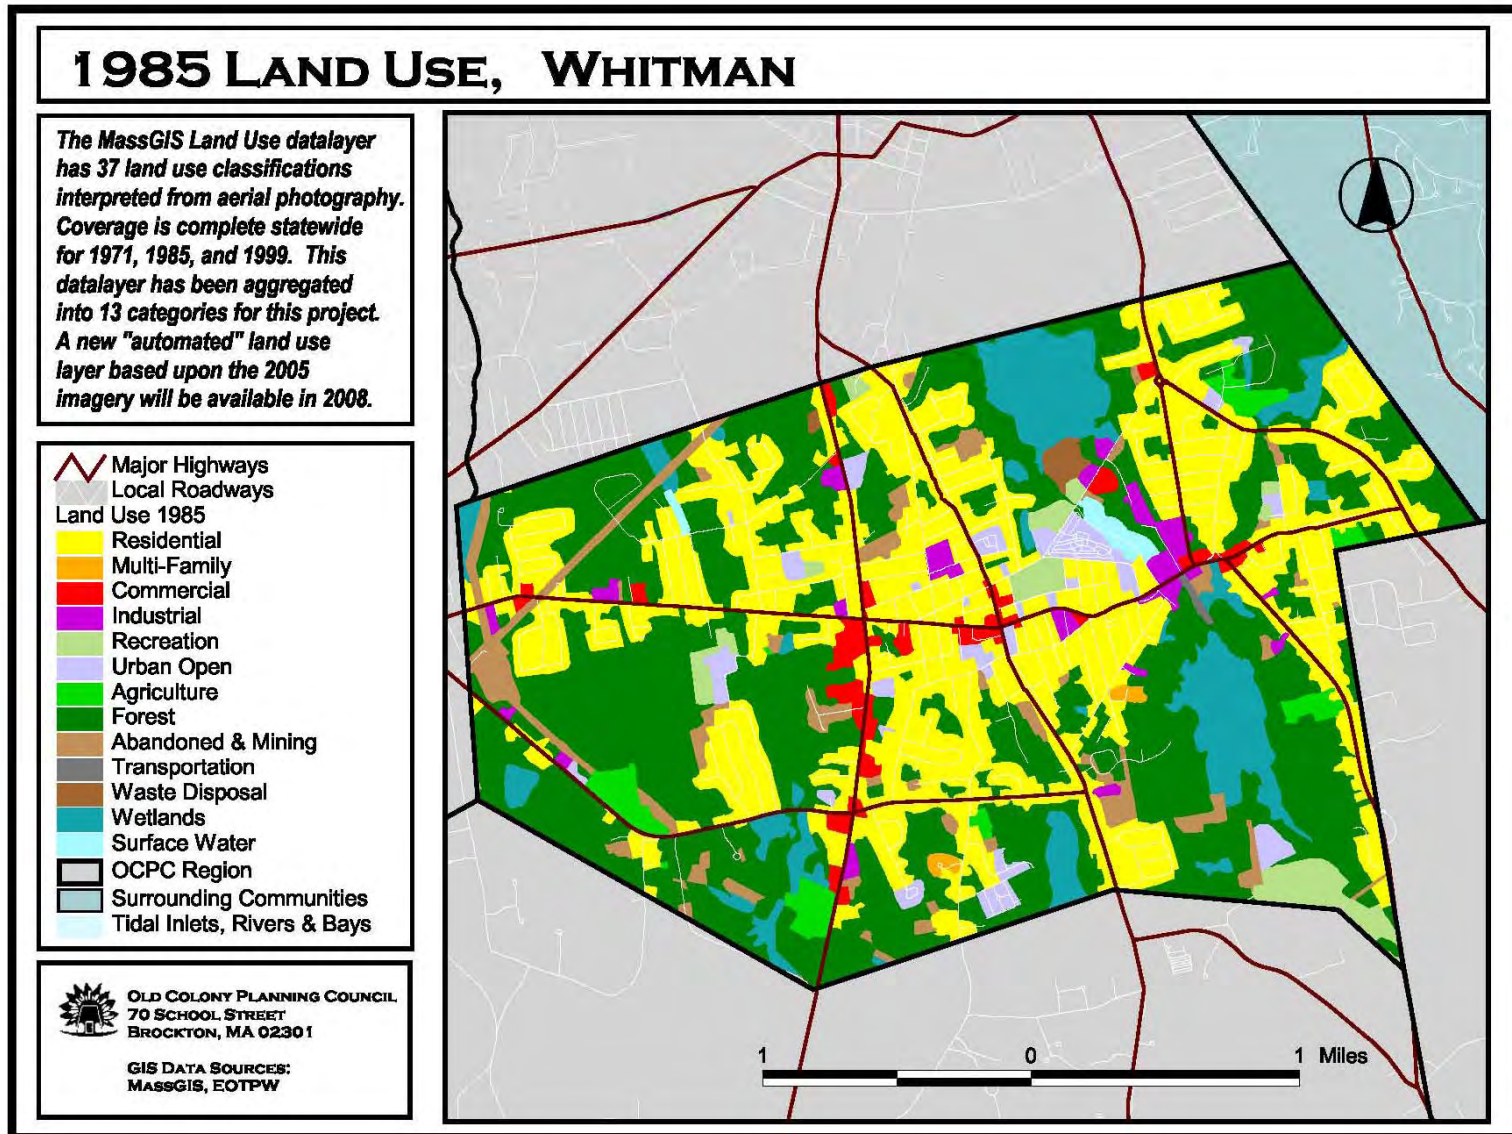 1985 LAND USE, WHITMAN
The MassGIS Land Use datalayer
has 37 land use classifications
interpreted from aerial photography.
Coverage is complete statewide
for 1971, 1985, and 1999. This
datalayer has been aggregated
into 13 categories for this project.
A new "automated" land use
layer based upon the 2005
imagery will be available in 2008.
Major Highways
Local Roadways
Land Use 1985
Residential
Multi-Family
Commercial
Industrial
Recreation
Urban Open
Agriculture
Forest
Abandoned & Mining
Transportation
Waste Disposal
Wetlands
Surface Water
OCPC Region
Surrounding Communities
Tidal Inlets, Rivers & Bays
OLD COLONY PLANNING COUNCIL
70 SCHOOL STREET
BROCKTON, MA 02301
GIS DATA SOURCES:
MASSGIS, EOTPW
1 0 1 Miles